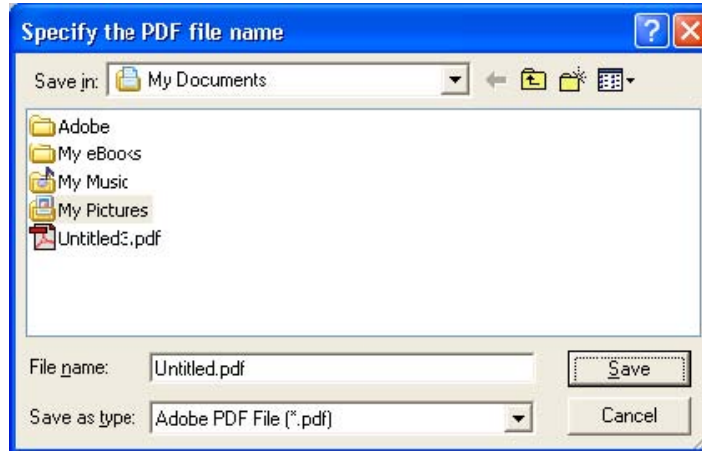 Specify the PDF file name
Save in: My Documents
Adobe
My eBooks
My Music
My Pictures
Untitled3.pdf
File name: Untitled.pdf Save
Save as type: Adobe PDF File (*.pdf) Cancel